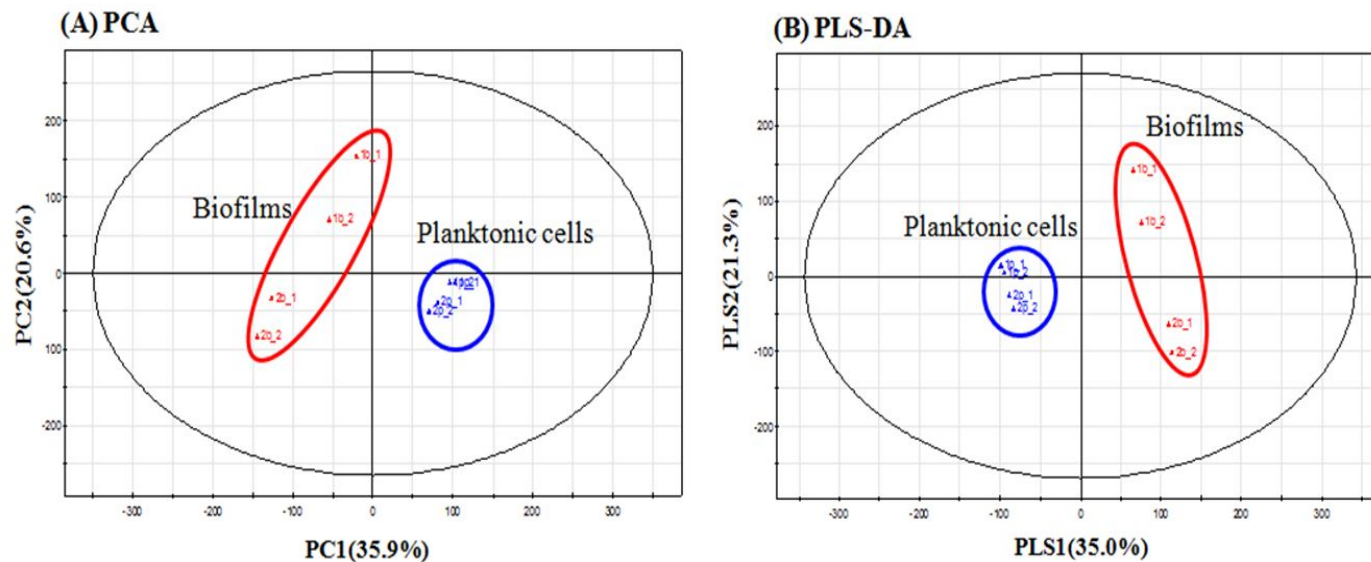 (A) PCA
200
100
0
-100
-200
-300
-200
-100
0
100
200
300
PC2(20.6%)
PC1(35.9%)
Biofilms
Planktonic cells
1b_1
1b_2
2b_1
2b_2
2p_1
2p_2
(B) PLS-DA
200
100
0
-100
-200
-300
-200
-100
0
100
200
300
PLS2(21.3%)
PLS1(35.0%)
Biofilms
Planktonic cells
1b_1
1b_2
2b_1
2b_2
1p_1
1p_2
2p_1
2p_2